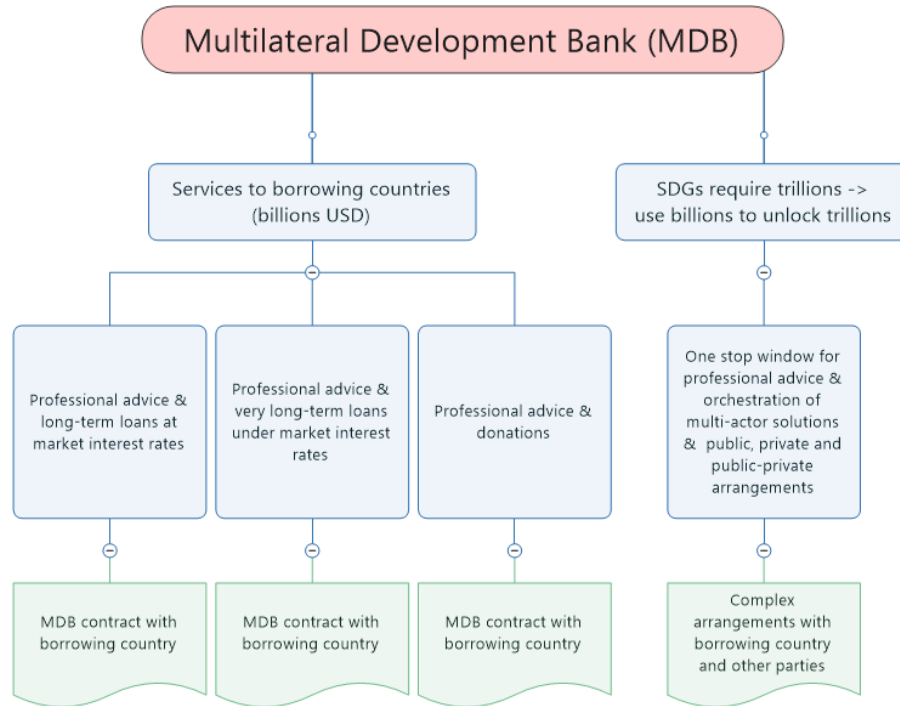 Multilateral Development Bank (MDB)
Services to borrowing countries
(billions USD)
SDGs require trillions ->
use billions to unlock trillions
Professional advice &
long-term loans at
market interest rates
Professional advice &
very long-term loans
under market interest
rates
Professional advice &
donations
One stop window for
professional advice &
orchestration of
multi-actor solutions
& public, private and
public-private
arrangements
MDB contract with
borrowing country
MDB contract with
borrowing country
MDB contract with
borrowing country
Complex
arrangements with
borrowing country
and other parties